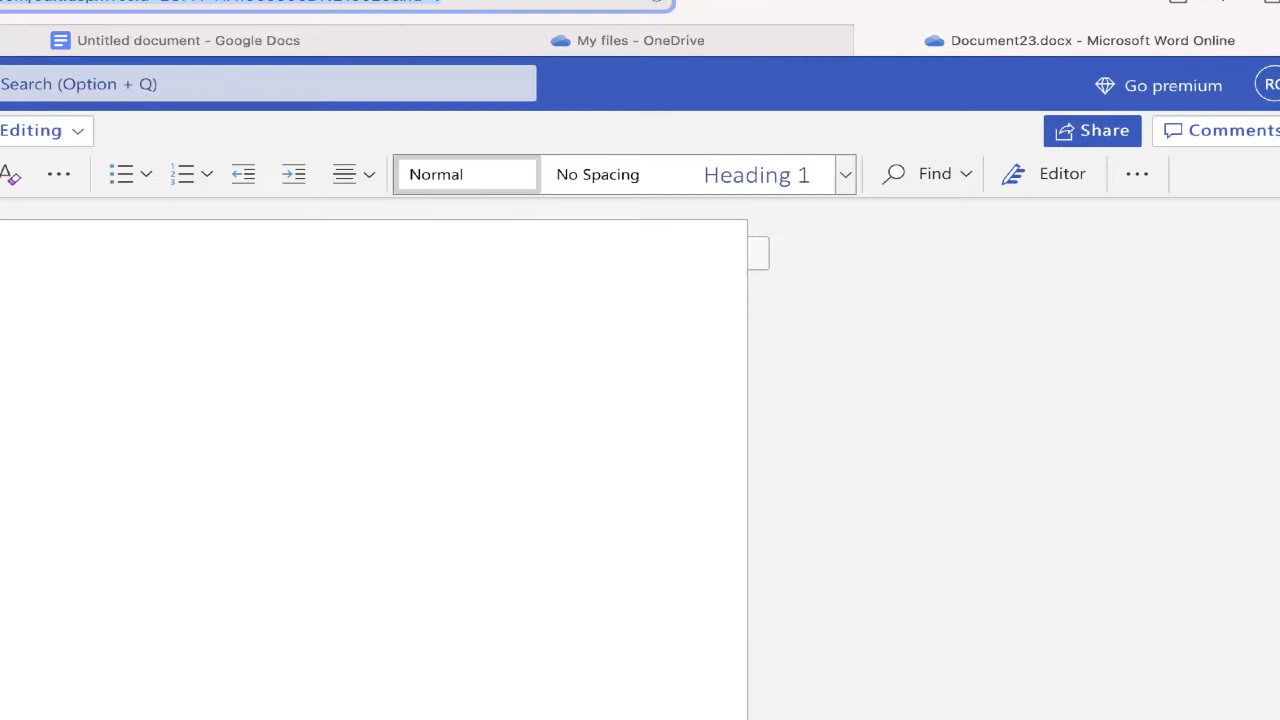 Untitled document - Google Docs
My files - OneDrive
Document23.docx - Microsoft Word Online
Search (Option + Q)
Go premium
Editing
Share
Comments
Normal
No Spacing
Heading 1
Find
Editor